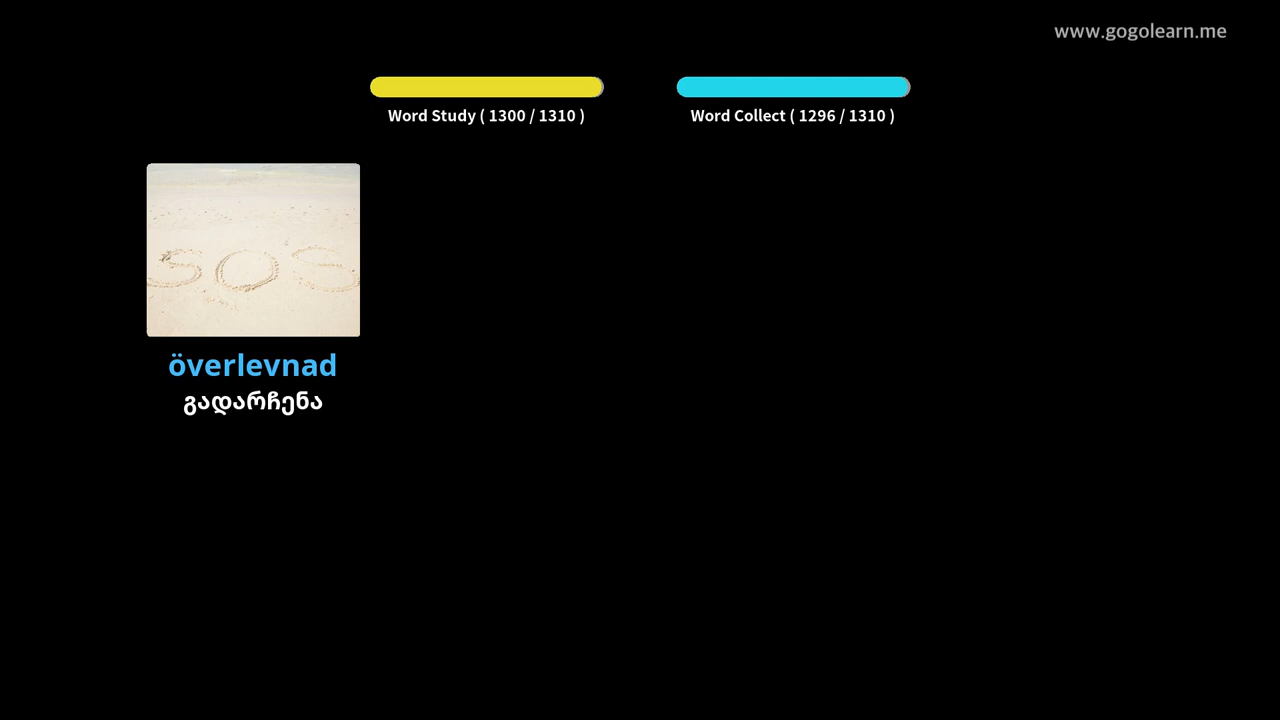 www.gogolearn.me
Word Study ( 1300 / 1310 )
Word Collect ( 1296 / 1310 )
SOS
överlevnad
გადარჩენა